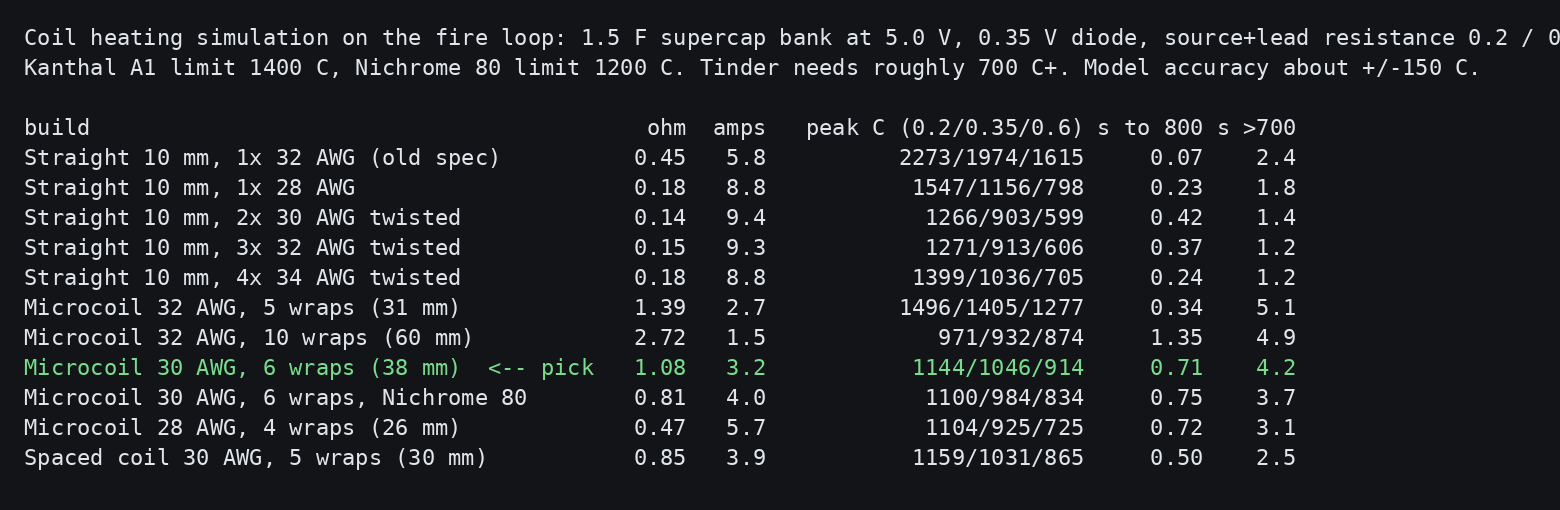 Coil heating simulation on the fire loop: 1.5 F supercap bank at 5.0 V, 0.35 V diode, source+lead resistance 0.2 / 0
Kanthal A1 limit 1400 C, Nichrome 80 limit 1200 C. Tinder needs roughly 700 C+. Model accuracy about +/-150 C.
build ohm amps peak C (0.2/0.35/0.6) s to 800 s >700
Straight 10 mm, 1x 32 AWG (old spec) 0.45 5.8 2273/1974/1615 0.07 2.4
Straight 10 mm, 1x 28 AWG 0.18 8.8 1547/1156/798 0.23 1.8
Straight 10 mm, 2x 30 AWG twisted 0.14 9.4 1266/903/599 0.42 1.4
Straight 10 mm, 3x 32 AWG twisted 0.15 9.3 1271/913/606 0.37 1.2
Straight 10 mm, 4x 34 AWG twisted 0.18 8.8 1399/1036/705 0.24 1.2
Microcoil 32 AWG, 5 wraps (31 mm) 1.39 2.7 1496/1405/1277 0.34 5.1
Microcoil 32 AWG, 10 wraps (60 mm) 2.72 1.5 971/932/874 1.35 4.9
Microcoil 30 AWG, 6 wraps (38 mm) <-- pick 1.08 3.2 1144/1046/914 0.71 4.2
Microcoil 30 AWG, 6 wraps, Nichrome 80 0.81 4.0 1100/984/834 0.75 3.7
Microcoil 28 AWG, 4 wraps (26 mm) 0.47 5.7 1104/925/725 0.72 3.1
Spaced coil 30 AWG, 5 wraps (30 mm) 0.85 3.9 1159/1031/865 0.50 2.5